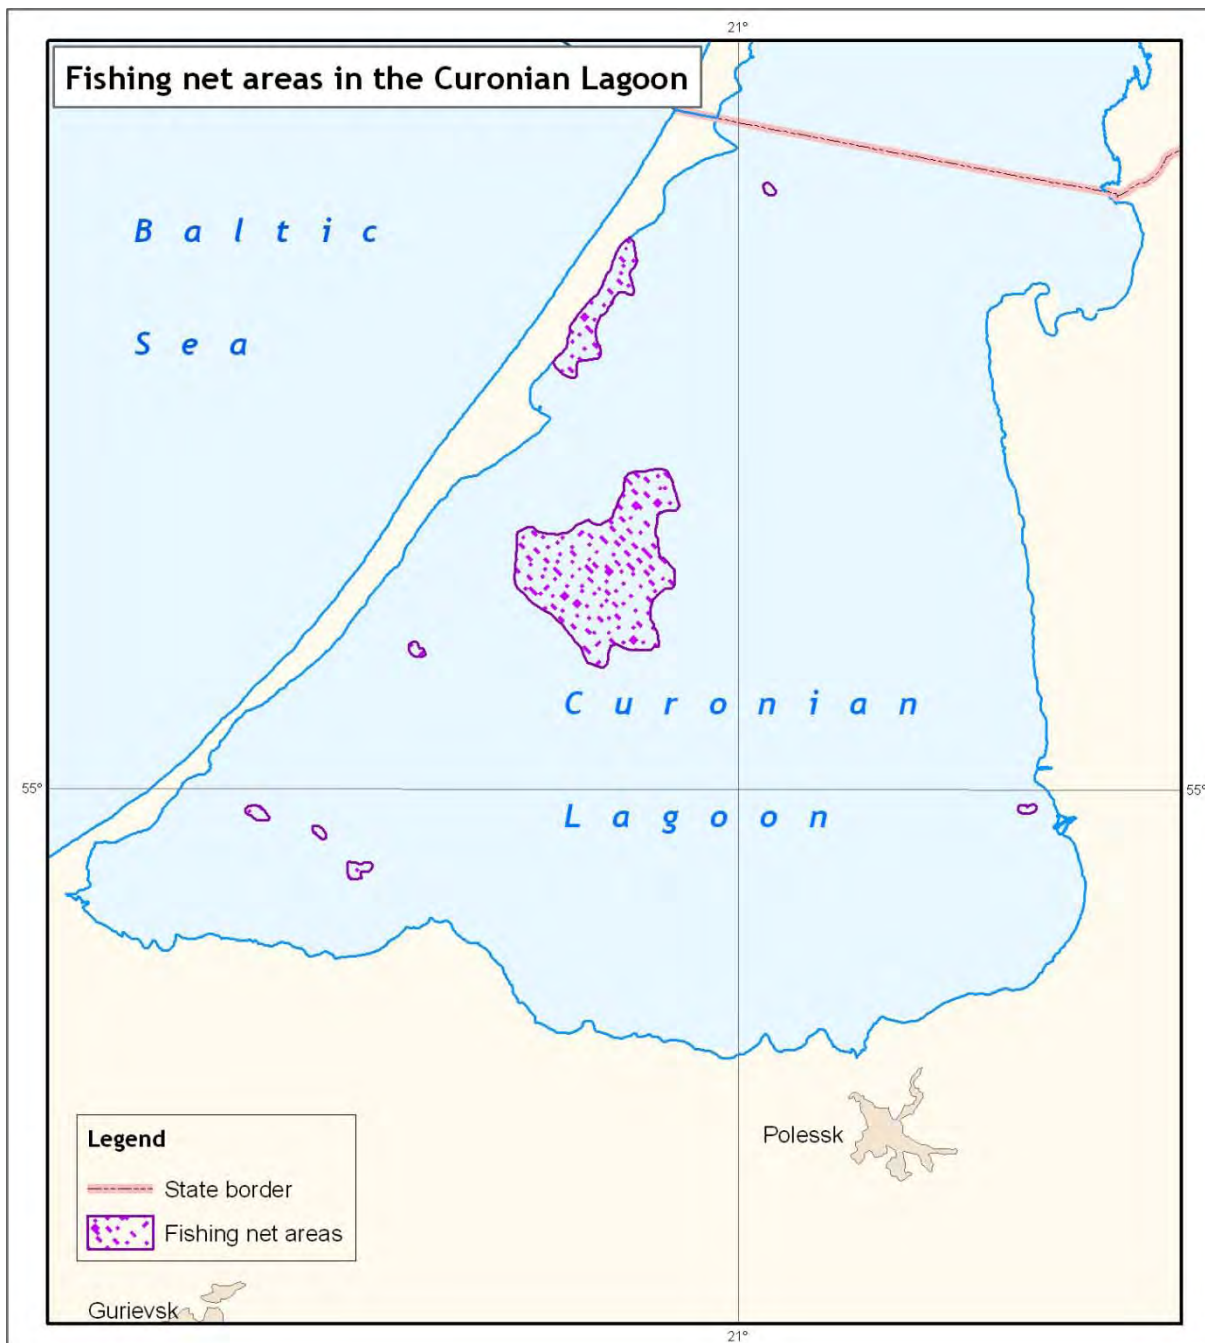 21°
Fishing net areas in the Curonian Lagoon
Baltic
Sea
Curonian
55°
55°
Lagoon
Polessk
Legend
State border
Fishing net areas
Gurievsk
21°